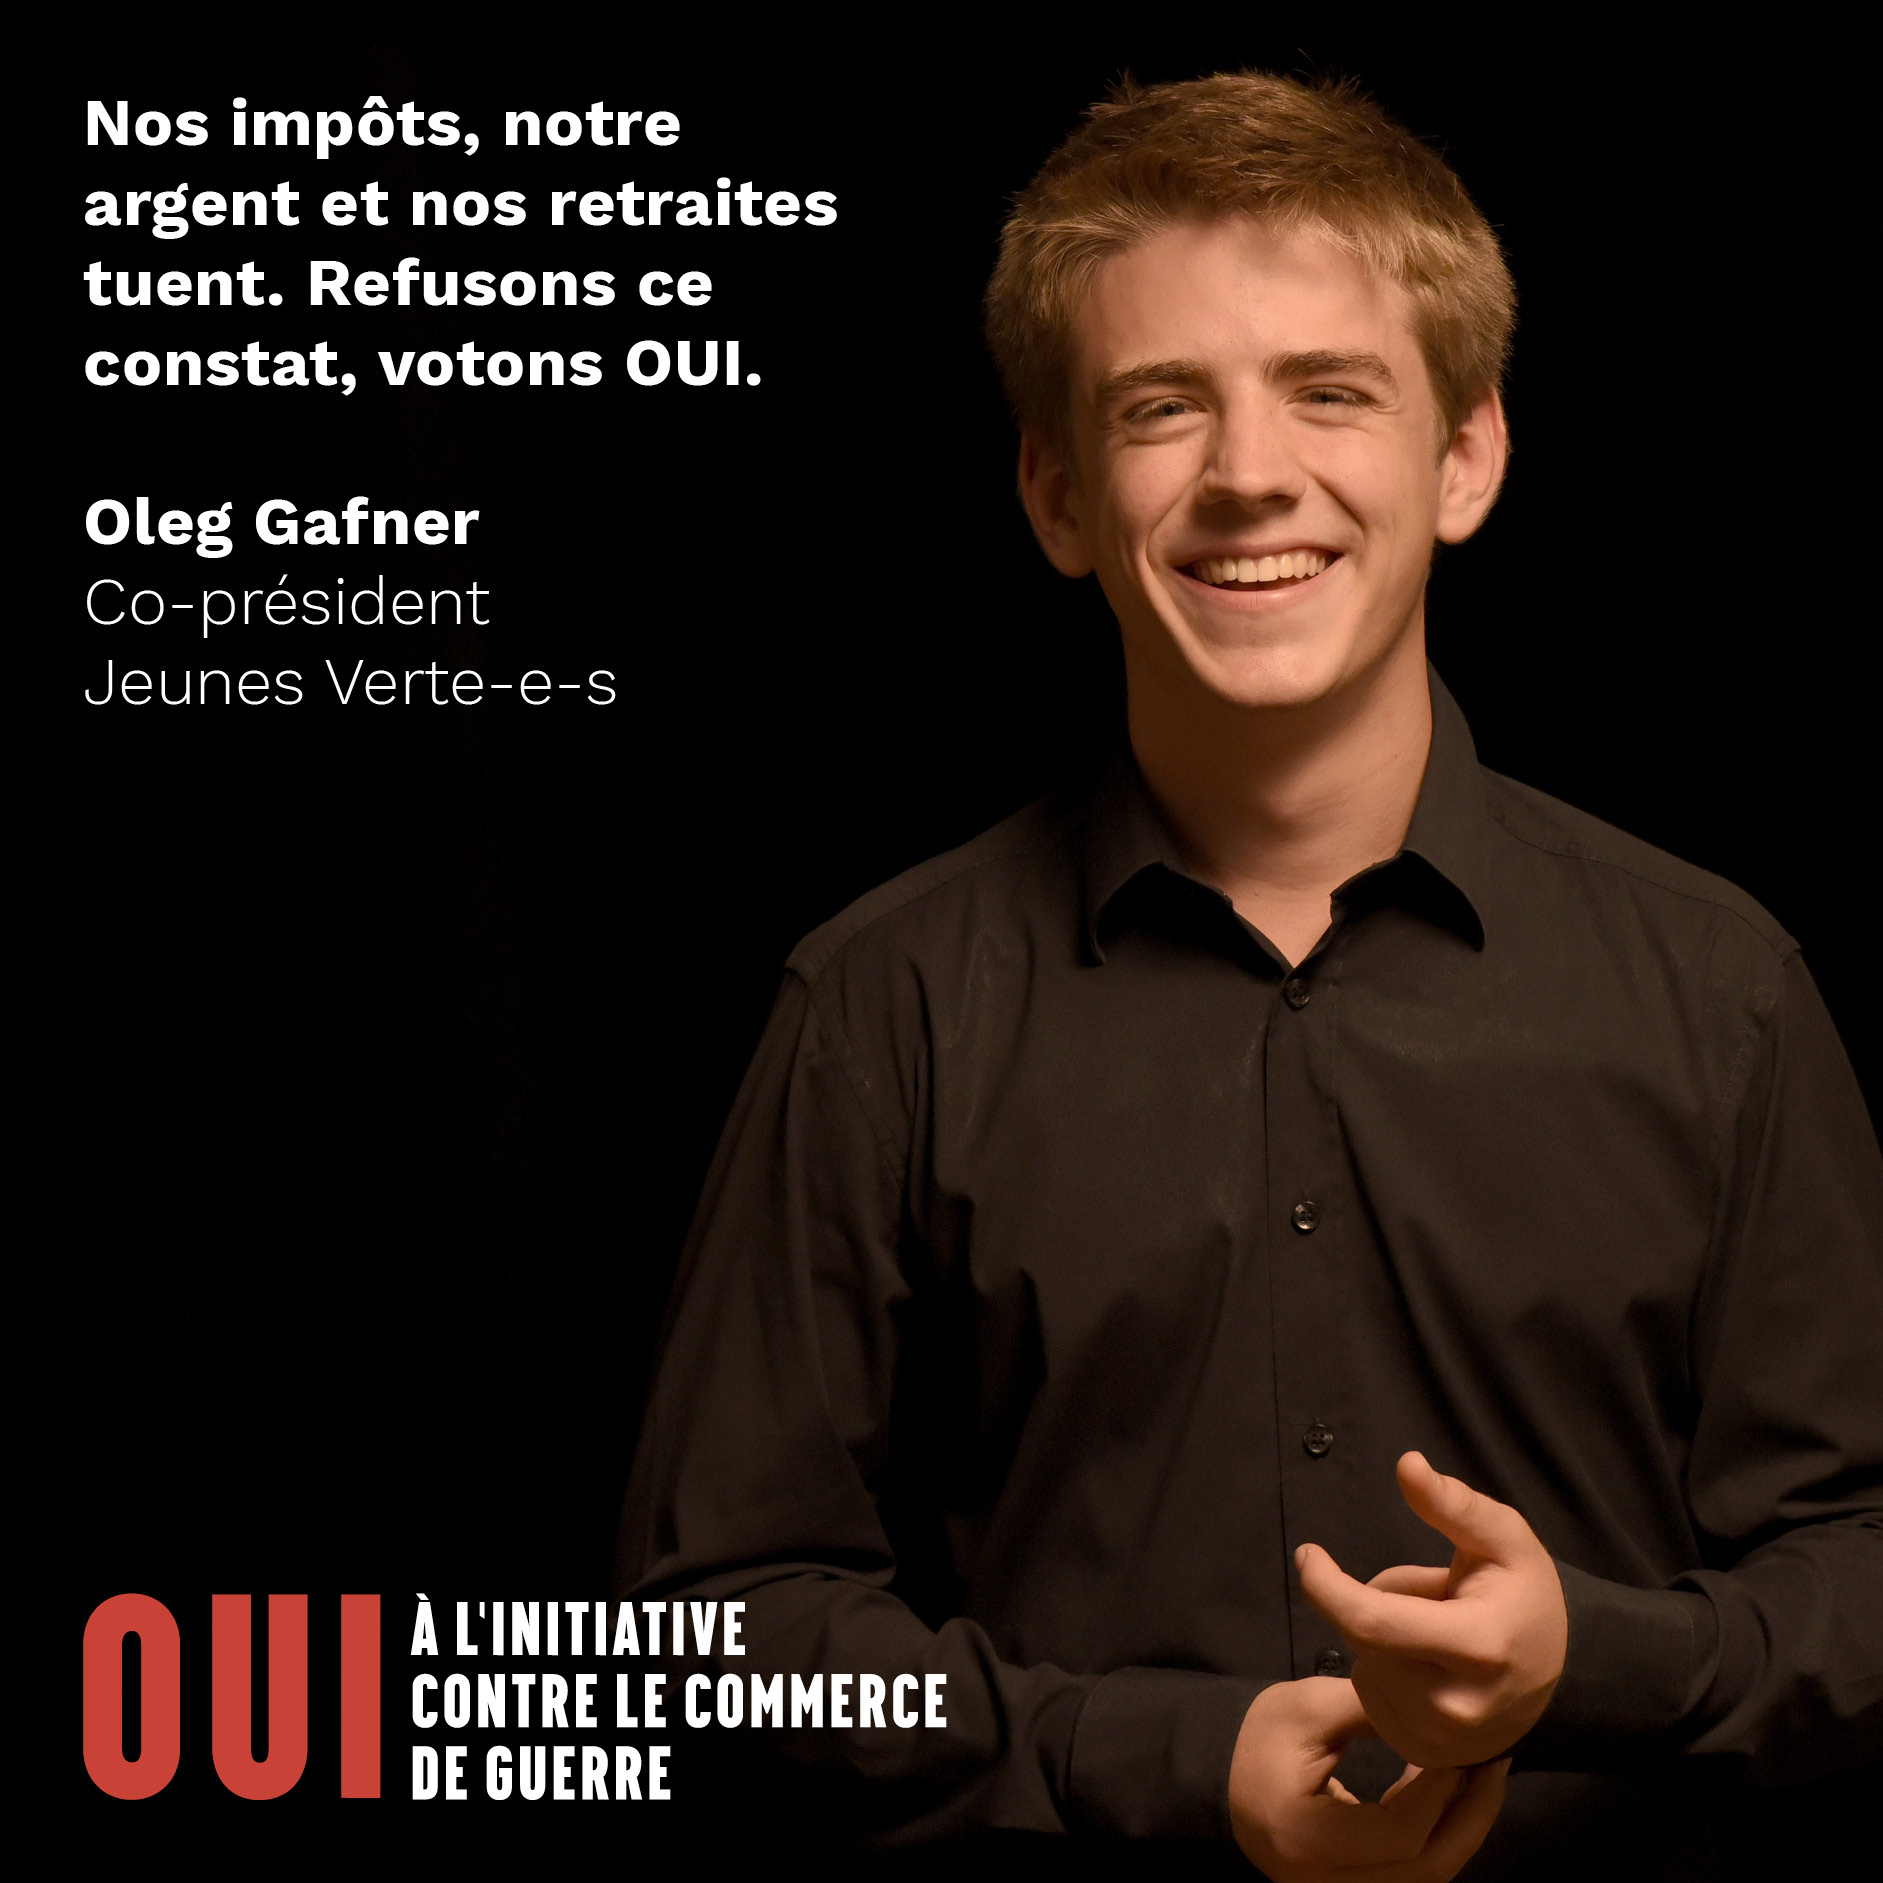 Nos impôts, notre
argent et nos retraites
tuent. Refusons ce
constat, votons OUI.
Oleg Gafner
Co-président
Jeunes Verte-e-s
OUI
À L'INITIATIVE
CONTRE LE COMMERCE
DE GUERRE